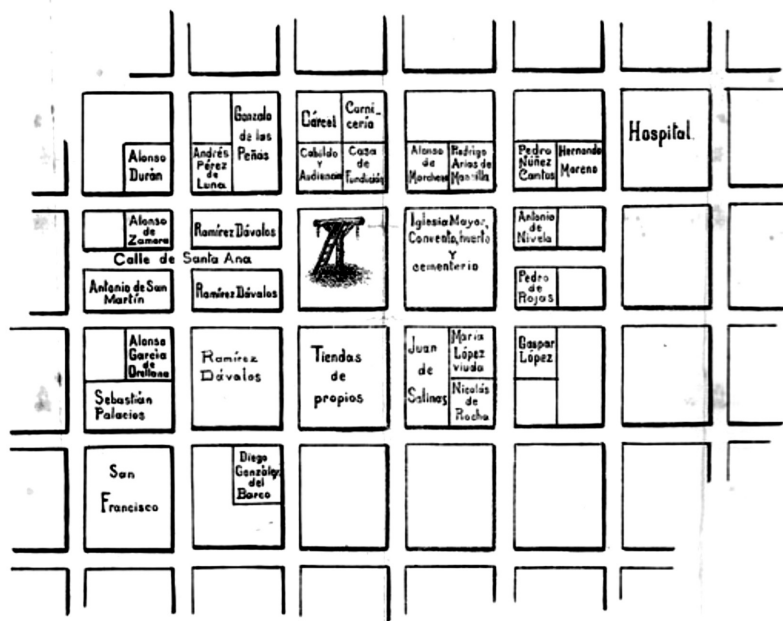 Alonso
Durán
Andrés
Pérez
de
Luna
Gonzalo
de las
Peñas
Cárcel
Carni-
cería
Cabildo
y
Audiencia
Casa
de
Fundición
Alonso
de
Marchena
Rodrigo
Arias de
Mansilla
Pedro
Núñez
Cantos
Hernando
Moreno
Hospital.
Alonso
de
Zamora
Ramírez Dávalos
Iglesia Mayor,
Convento, huerto
y
cementerio
Antonio
de
Nivela
Calle de Santa Ana
Antonio de San
Martín
Ramírez Dávalos
Pedro
de
Rojas
Alonso
García
de
Orellana
Sebastián
Palacios
Ramírez
Dávalos
Tiendas
de
propios
Juan
de
Salinas
María
López
viuda
Nicolás
de
Rocha
Gaspar
López
San
Francisco
Diego
González
del
Barco